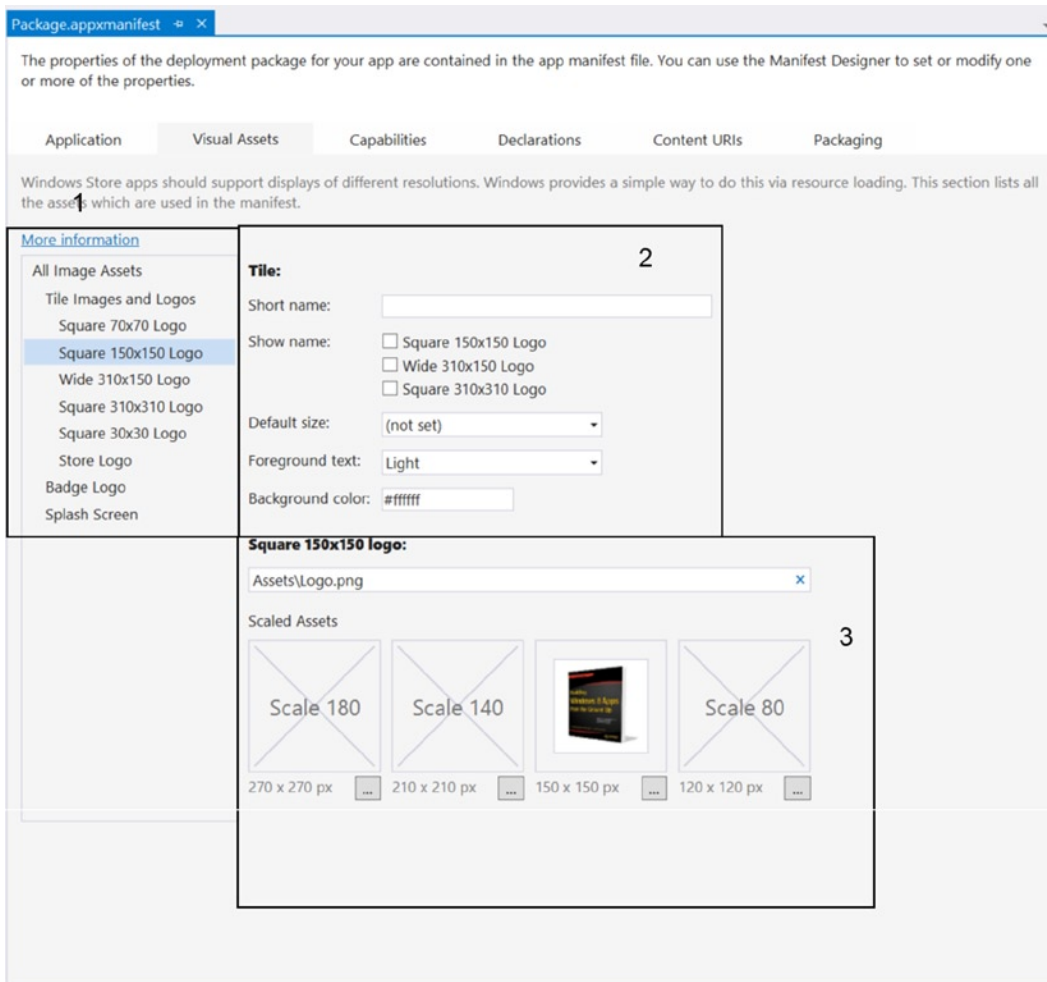 Package.appxmanifest
The properties of the deployment package for your app are contained in the app manifest file. You can use the Manifest Designer to set or modify one
or more of the properties.
Application Visual Assets Capabilities Declarations Content URIs Packaging
Windows Store apps should support displays of different resolutions. Windows provides a simple way to do this via resource loading. This section lists all
the assets which are used in the manifest.
1
More information
All Image Assets
Tile Images and Logos
Square 70x70 Logo
Square 150x150 Logo
Wide 310x150 Logo
Square 310x310 Logo
Square 30x30 Logo
Store Logo
Badge Logo
Splash Screen
2
Tile:
Short name:
Show name:
Square 150x150 Logo
Wide 310x150 Logo
Square 310x310 Logo
Default size: (not set)
Foreground text: Light
Background color: #ffffff
Square 150x150 logo:
Assets\Logo.png
3
Scaled Assets
Scale 180 Scale 140 Scale 80
270 x 270 px ... 210 x 210 px ... 150 x 150 px ... 120 x 120 px ...